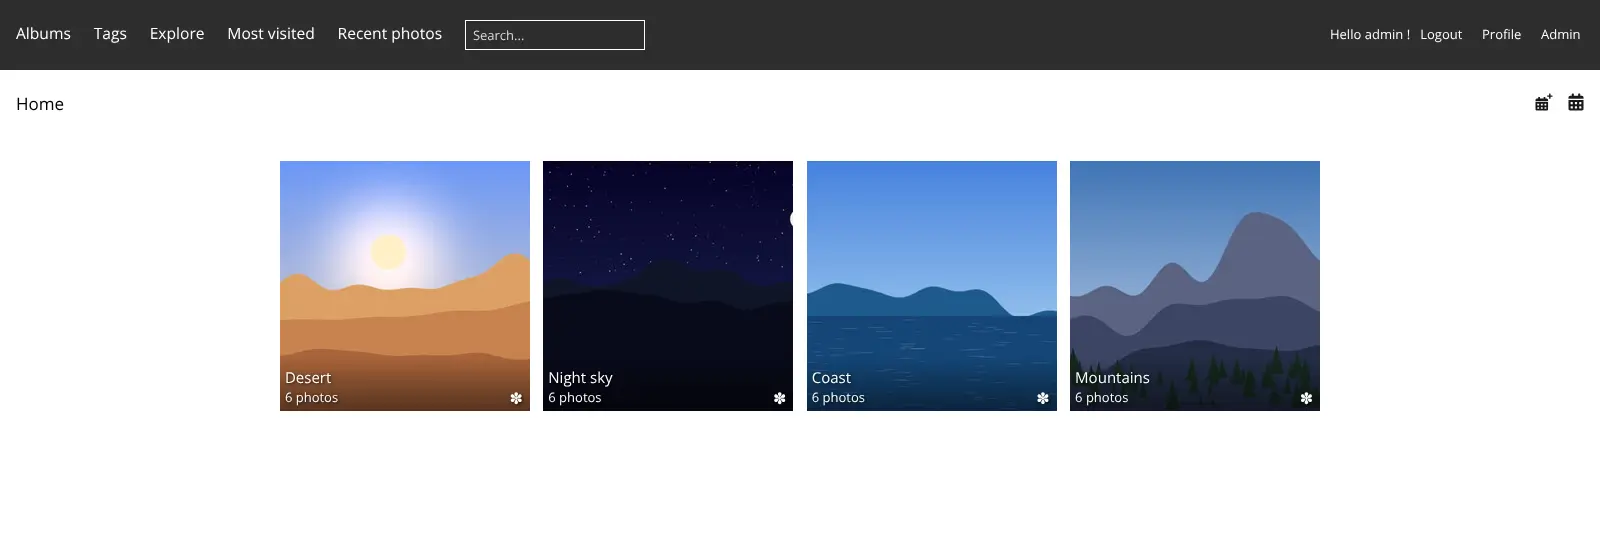 Albums Tags Explore Most visited Recent photos Search... Hello admin ! Logout Profile Admin
Home
Desert
6 photos
Night sky
6 photos
Coast
6 photos
Mountains
6 photos